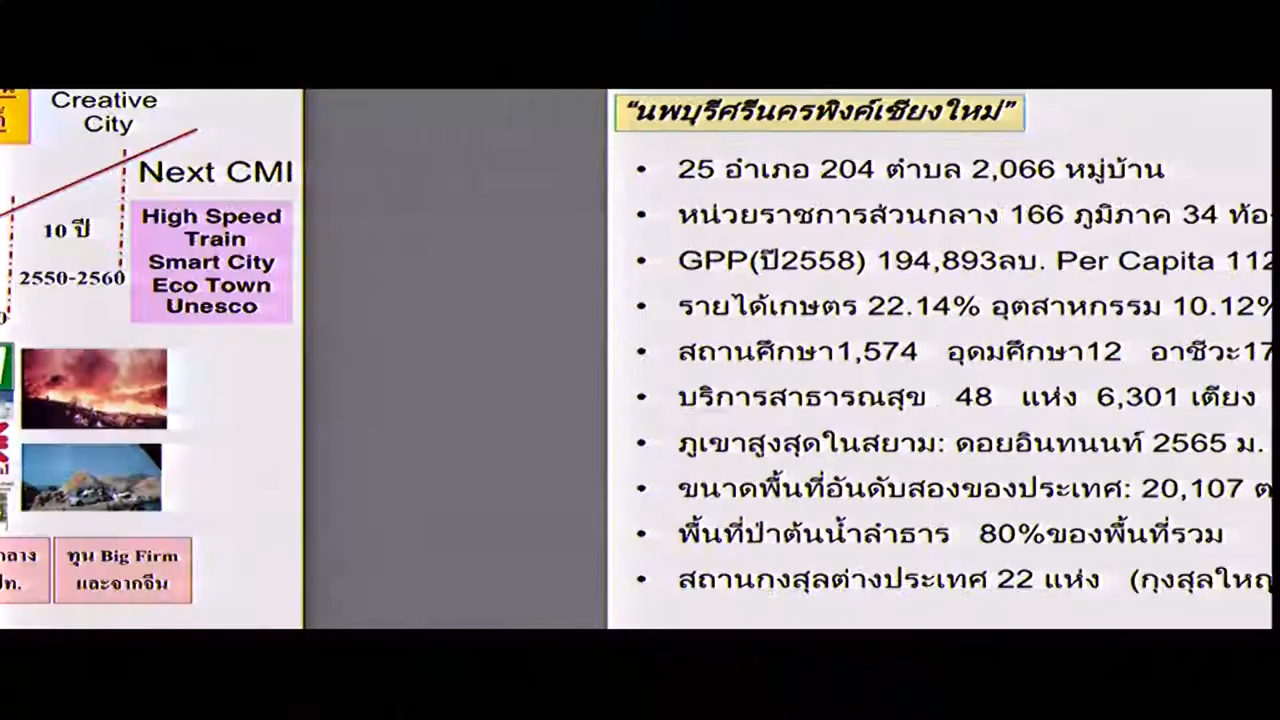 Creative
City
Next CMI
10 ปี
2550-2560
High Speed
Train
Smart City
Eco Town
Unesco
ทุน Big Firm
และจากจีน
“นพบุรีศรีนครพิงค์เชียงใหม่”
• 25 อำเภอ 204 ตำบล 2,066 หมู่บ้าน
• หน่วยราชการส่วนกลาง 166 ภูมิภาค 34 ท้อ
• GPP(ปี2558) 194,893ลบ. Per Capita 112
• รายได้เกษตร 22.14% อุตสาหกรรม 10.12%
• สถานศึกษา1,574 อุดมศึกษา12 อาชีวะ17
• บริการสาธารณสุข 48 แห่ง 6,301 เตียง
• ภูเขาสูงสุดในสยาม: ดอยอินทนนท์ 2565 ม.
• ขนาดพื้นที่อันดับสองของประเทศ: 20,107 ต
• พื้นที่ป่าต้นน้ำลำธาร 80%ของพื้นที่รวม
• สถานกงสุลต่างประเทศ 22 แห่ง (กุงสุลใหญ